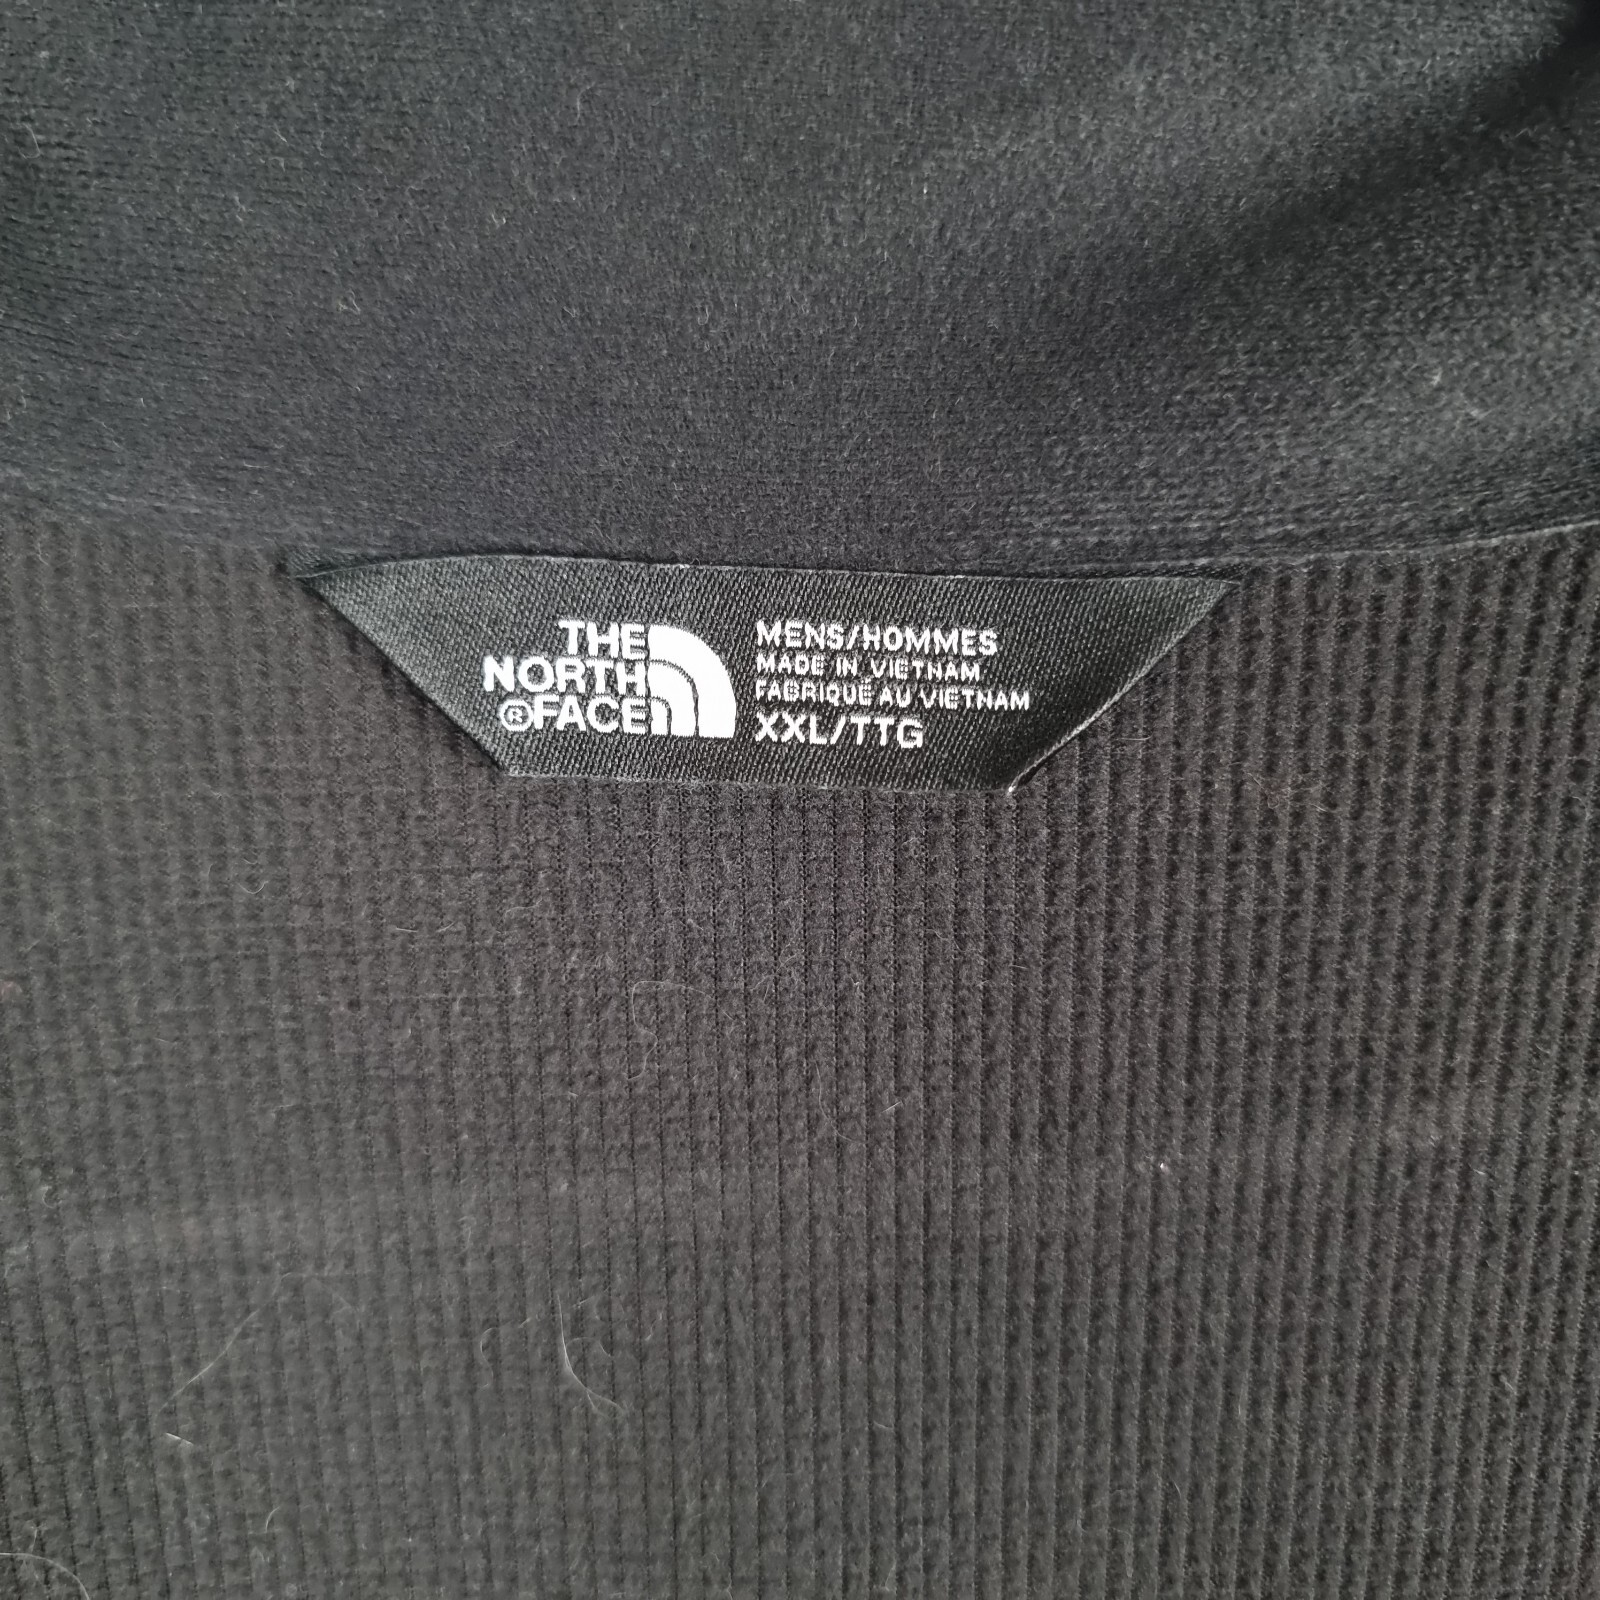 THE
NORTH
®FACE
MENS/HOMMES
MADE IN VIETNAM
FABRIQUÉ AU VIETNAM
XXL/TTG